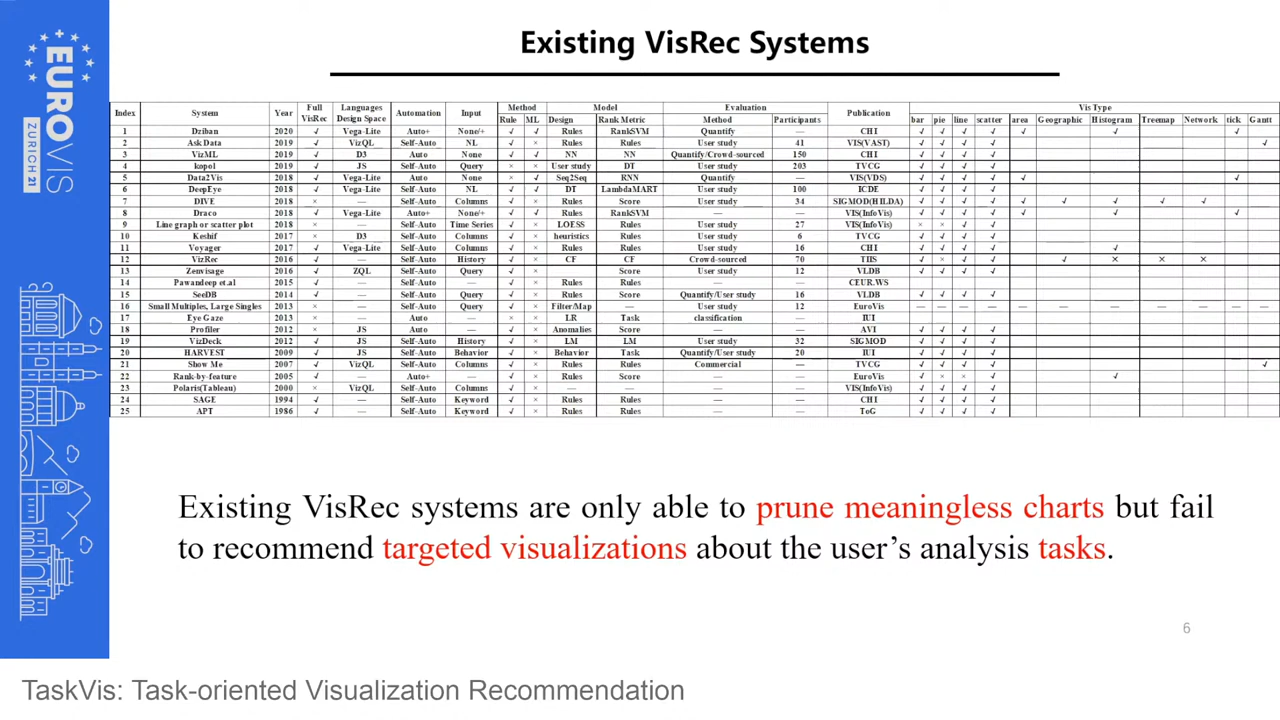 Existing VisRec Systems
EUROVIS
ZURICH 21
Index System Year Full VisRec Languages Design Space Automation Input Method Model Evaluation Publication Vis Type
Rule ML Design Rank Metric Method Participants bar pie line scatter area Geographic Histogram Treemap Network tick Gantt
1 Dziban 2020 √ Vega-Lite Auto+ None/+ √ √ Rules RankSVM Quantify — CHI √ √ √ √ √ √ √
2 Ask Data 2019 √ VizQL Self-Auto NL √ × Rules Rules User study 41 VIS(VAST) √ √ √ √ √
3 VizML 2019 √ D3 Auto None × √ NN NN Quantify/Crowd-sourced 150 CHI √ √ √ √
4 kopol 2019 √ JS Self-Auto Query × × User study DT User study 203 TVCG √ √ √ √
5 Data2Vis 2018 √ Vega-Lite Auto None × √ Seq2Seq RNN Quantify — VIS(VDS) √ √ √ √ √ √
6 DeepEye 2018 √ Vega-Lite Self-Auto NL √ √ DT LambdaMART User study 100 ICDE √ √ √ √
7 DIVE 2018 × — Self-Auto Columns √ × Rules Score User study 34 SIGMOD(HILDA) √ √ √ √ √ √ √ √ √
8 Draco 2018 √ Vega-Lite Auto+ None/+ √ √ Rules RankSVM — — VIS(InfoVis) √ √ √ √ √ √ √
9 Line graph or scatter plot 2018 × — Self-Auto Time Series √ × LOESS Rules User study 27 VIS(InfoVis) × × √ √
10 Keshif 2017 × D3 Self-Auto Columns √ × heuristics Rules User study 6 TVCG √ √ √ √
11 Voyager 2017 √ Vega-Lite Self-Auto Columns √ × Rules Rules User study 16 CHI √ √ √ √ √
12 VizRec 2016 √ — Self-Auto History √ × CF CF Crowd-sourced 70 TIIS √ × √ √ √ × × ×
13 Zenvisage 2016 √ ZQL Self-Auto Query √ × Score User study 12 VLDB √ √ √ √
14 Pawandeep et.al 2015 √ — Self-Auto — √ × Rules Rules — — CEUR.WS
15 SeeDB 2014 √ — Self-Auto Query √ × Rules Score Quantify/User study 16 VLDB √ √ √ √
16 Small Multiples, Large Singles 2013 × — Self-Auto Query √ × Filter/Map — User study 12 EuroVis — — — — — — — — — — —
17 Eye Gaze 2013 × — Auto — × × LR Task classification IUI
18 Profiler 2012 × JS Auto — √ × Anomalies Score — — AVI √ √ √ √
19 VizDeck 2012 √ JS Self-Auto History √ × LM LM User study 32 SIGMOD √ √ √ √
20 HARVEST 2009 √ JS Self-Auto Behavior √ × Behavior Task Quantify/User study 20 IUI √ √ √ √
21 Show Me 2007 √ VizQL Self-Auto Columns √ × Rules Rules Commercial — TVCG √ √ √ √ √
22 Rank-by-feature 2005 √ — Auto+ — √ × Rules Score — — EuroVis √ × × √ √
23 Polaris(Tableau) 2000 × VizQL Self-Auto Columns √ × — — — — VIS(InfoVis) √ √ √ √
24 SAGE 1994 √ — Self-Auto Keyword √ × Rules Rules — — CHI √ √ √ √
25 APT 1986 √ — Self-Auto Keyword √ × Rules Rules — — ToG √ √ √ √
Existing VisRec systems are only able to prune meaningless charts but fail
to recommend targeted visualizations about the user's analysis tasks.
6
TaskVis: Task-oriented Visualization Recommendation